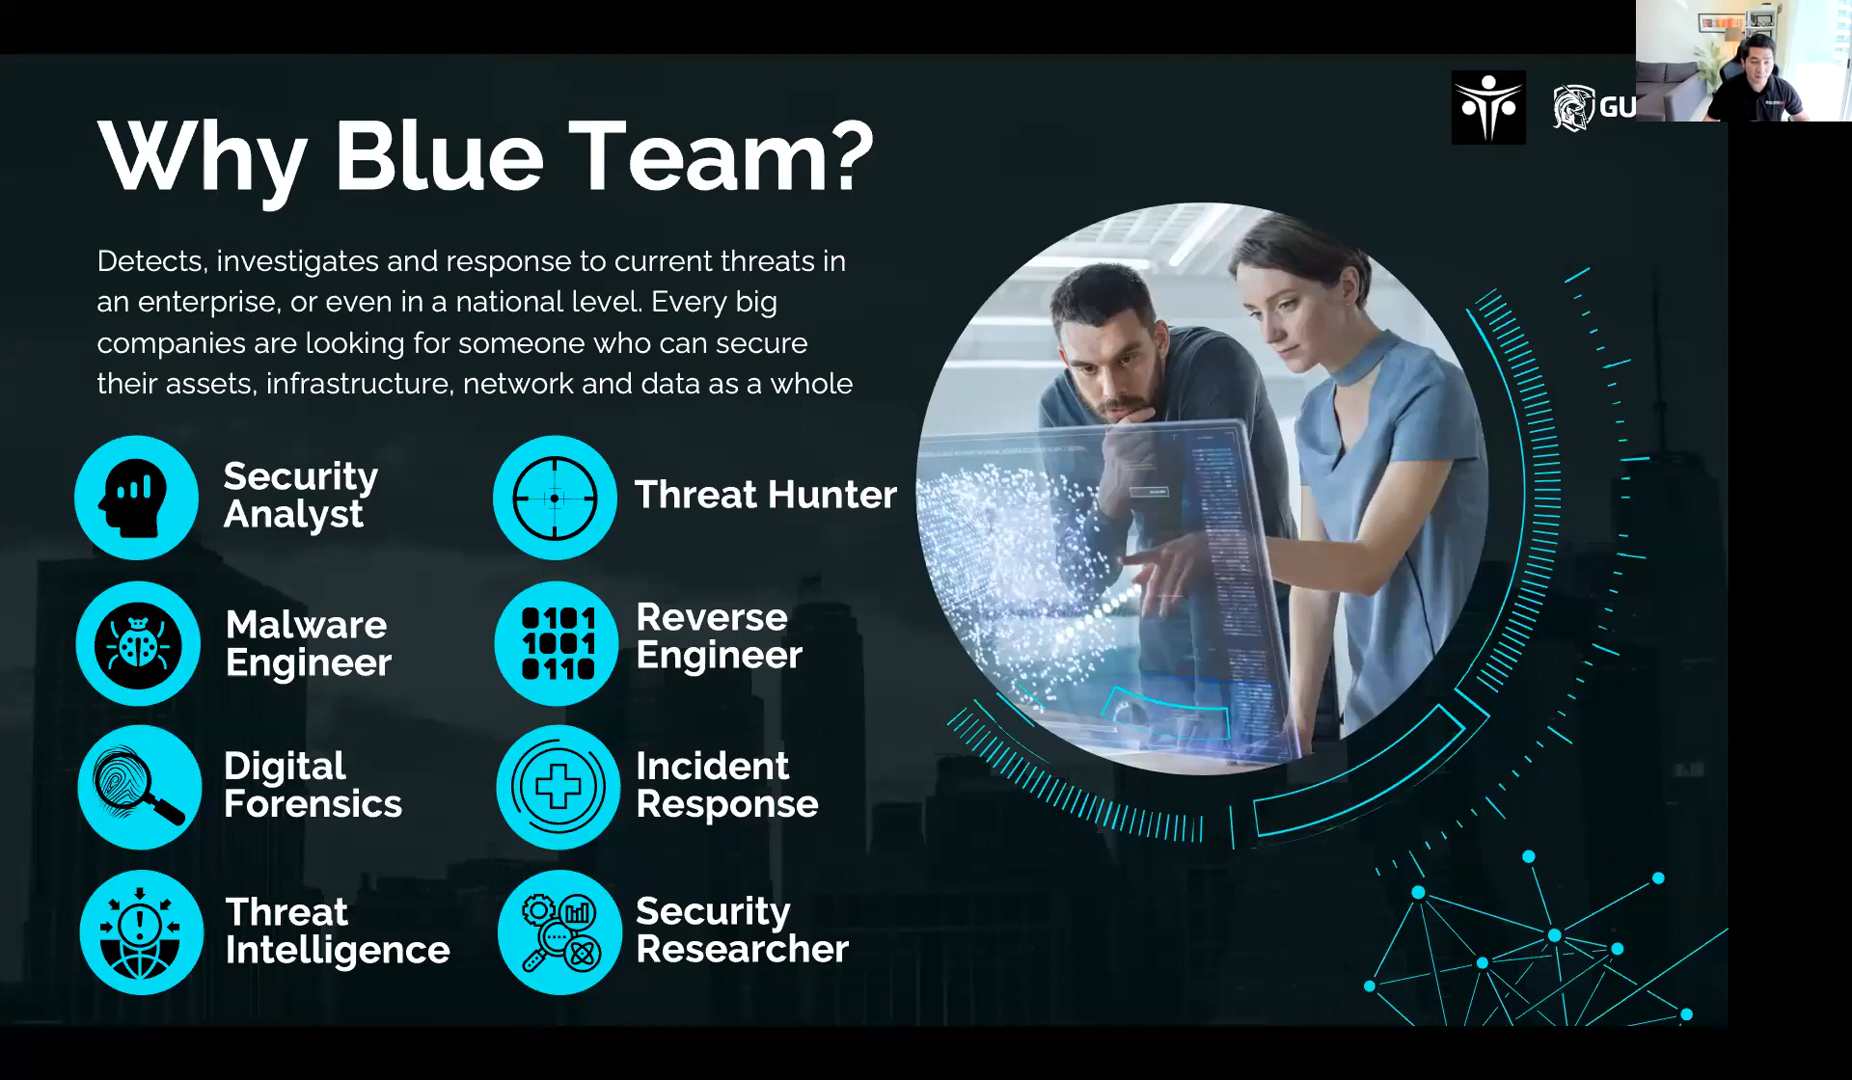 Why Blue Team?
GU
Detects, investigates and response to current threats in
an enterprise, or even in a national level. Every big
companies are looking for someone who can secure
their assets, infrastructure, network and data as a whole
Security
Analyst
Threat Hunter
Malware
Engineer
0101
1001
0110
Reverse
Engineer
Digital
Forensics
Incident
Response
Threat
Intelligence
Security
Researcher